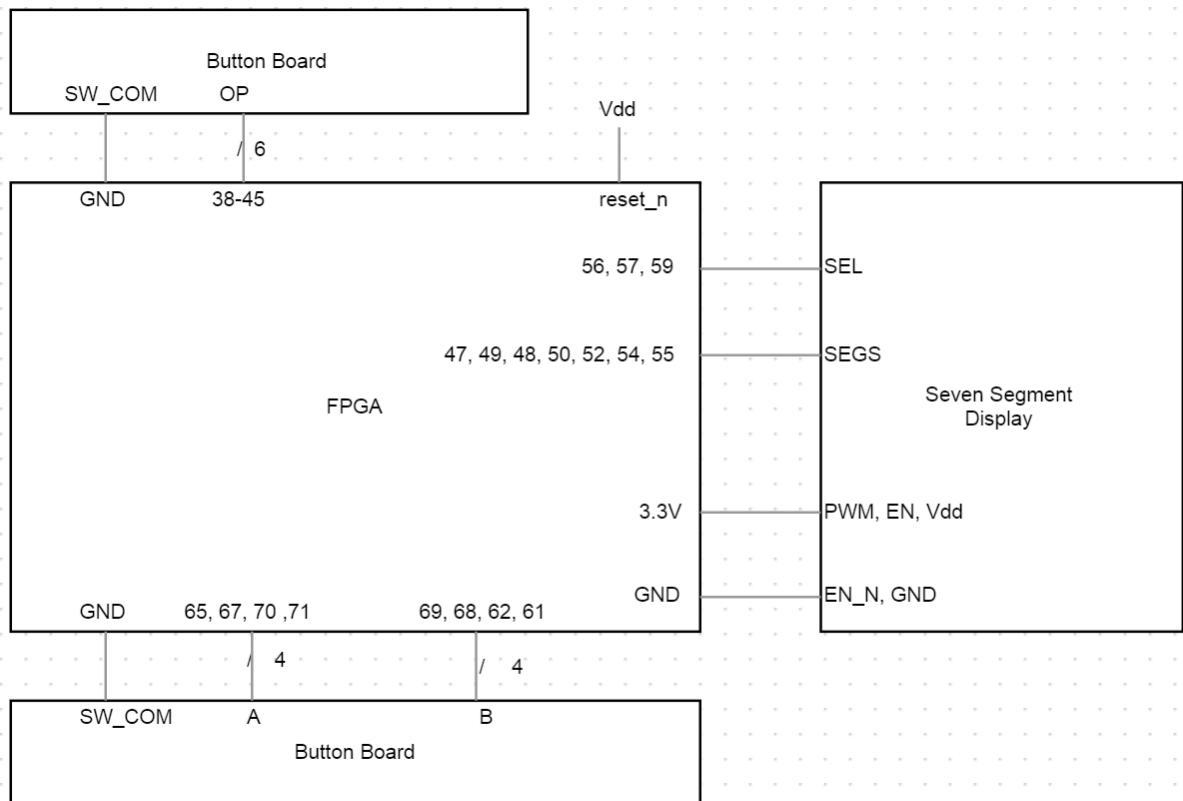 Button Board
SW_COM OP
/ 6
Vdd
GND 38-45 reset_n
56, 57, 59 SEL
47, 49, 48, 50, 52, 54, 55 SEGS
FPGA
Seven Segment
Display
3.3V PWM, EN, Vdd
GND EN_N, GND
GND 65, 67, 70 ,71 69, 68, 62, 61
/ 4 / 4
SW_COM A B
Button Board